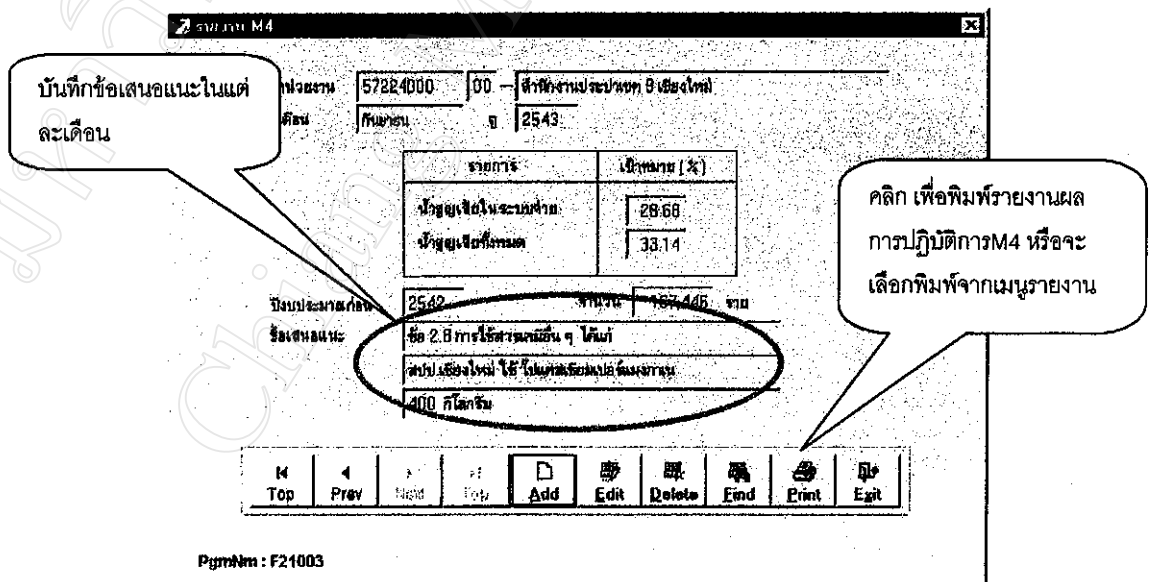 รายงาน M4
บันทึกข้อเสนอแนะในแต่
ละเดือน
หน่วยงาน 57224000 00 – สำนักงานประปาเขต 9 เชียงใหม่
เดือน กันยายน ปี 2543
รายการ เป้าหมาย (%)
น้ำสูญเสียในระบบจ่าย 28.68
น้ำสูญเสียทั้งหมด 33.14
คลิก เพื่อพิมพ์รายงานผล
การปฏิบัติการM4 หรือจะ
เลือกพิมพ์จากเมนูรายงาน
ปีงบประมาณก่อน 2542 จำนวน ราย
ข้อเสนอแนะ ข้อ 2.8 การใช้สารเคมีอื่น ๆ ได้แก่
สปป.เชียงใหม่ ใช้ โปแตสเซียมเปอร์แมงกาเน
400 กิโลกรัม
Top Prev Next Add Edit Delete Find Print Exit
PgmNm : F21003
Chiang